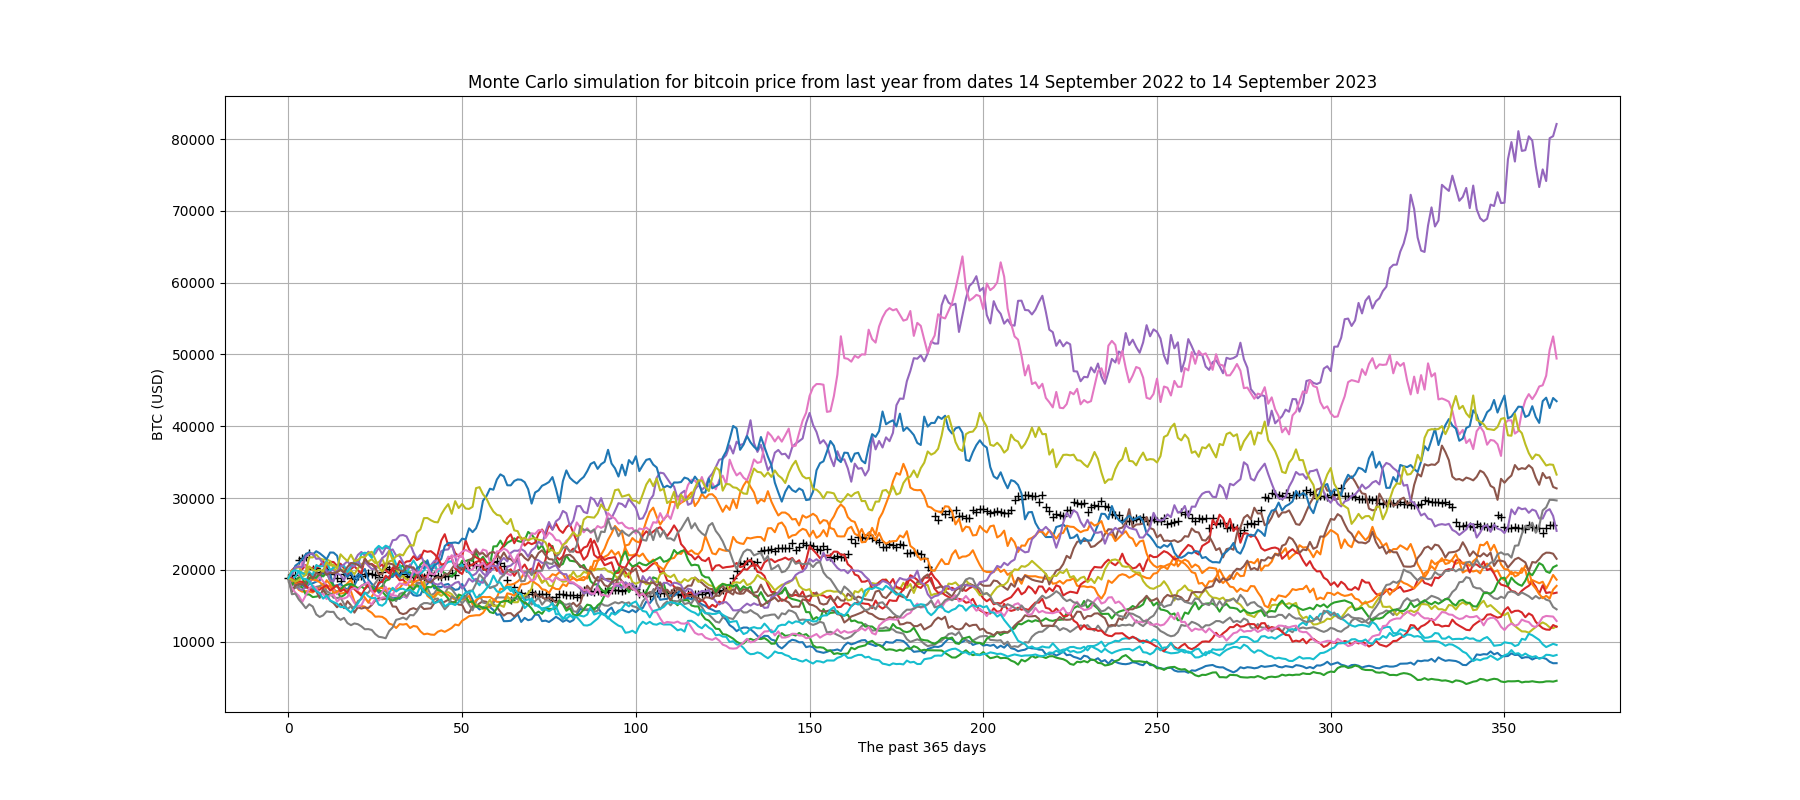 Monte Carlo simulation for bitcoin price from last year from dates 14 September 2022 to 14 September 2023
80000
70000
60000
50000
40000
30000
20000
10000
BTC (USD)
0 50 100 150 200 250 300 350
The past 365 days